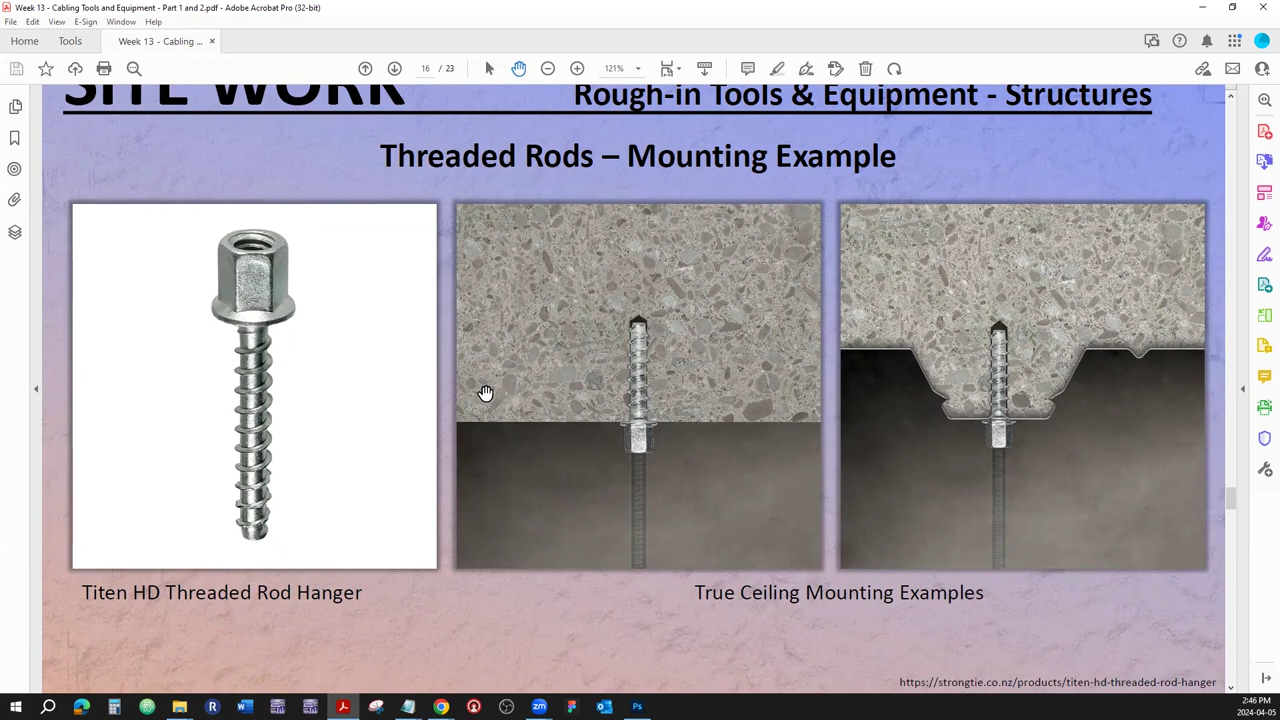 Week 13 - Cabling Tools and Equipment - Part 1 and 2.pdf - Adobe Acrobat Pro (32-bit)
File Edit View E-Sign Window Help
Home Tools Week 13 - Cabling ...
16 / 23 121%
SITE WORK Rough-in Tools & Equipment - Structures
Threaded Rods – Mounting Example
Titen HD Threaded Rod Hanger
True Ceiling Mounting Examples
https://strongtie.co.nz/products/titen-hd-threaded-rod-hanger
2:46 PM
2024-04-05